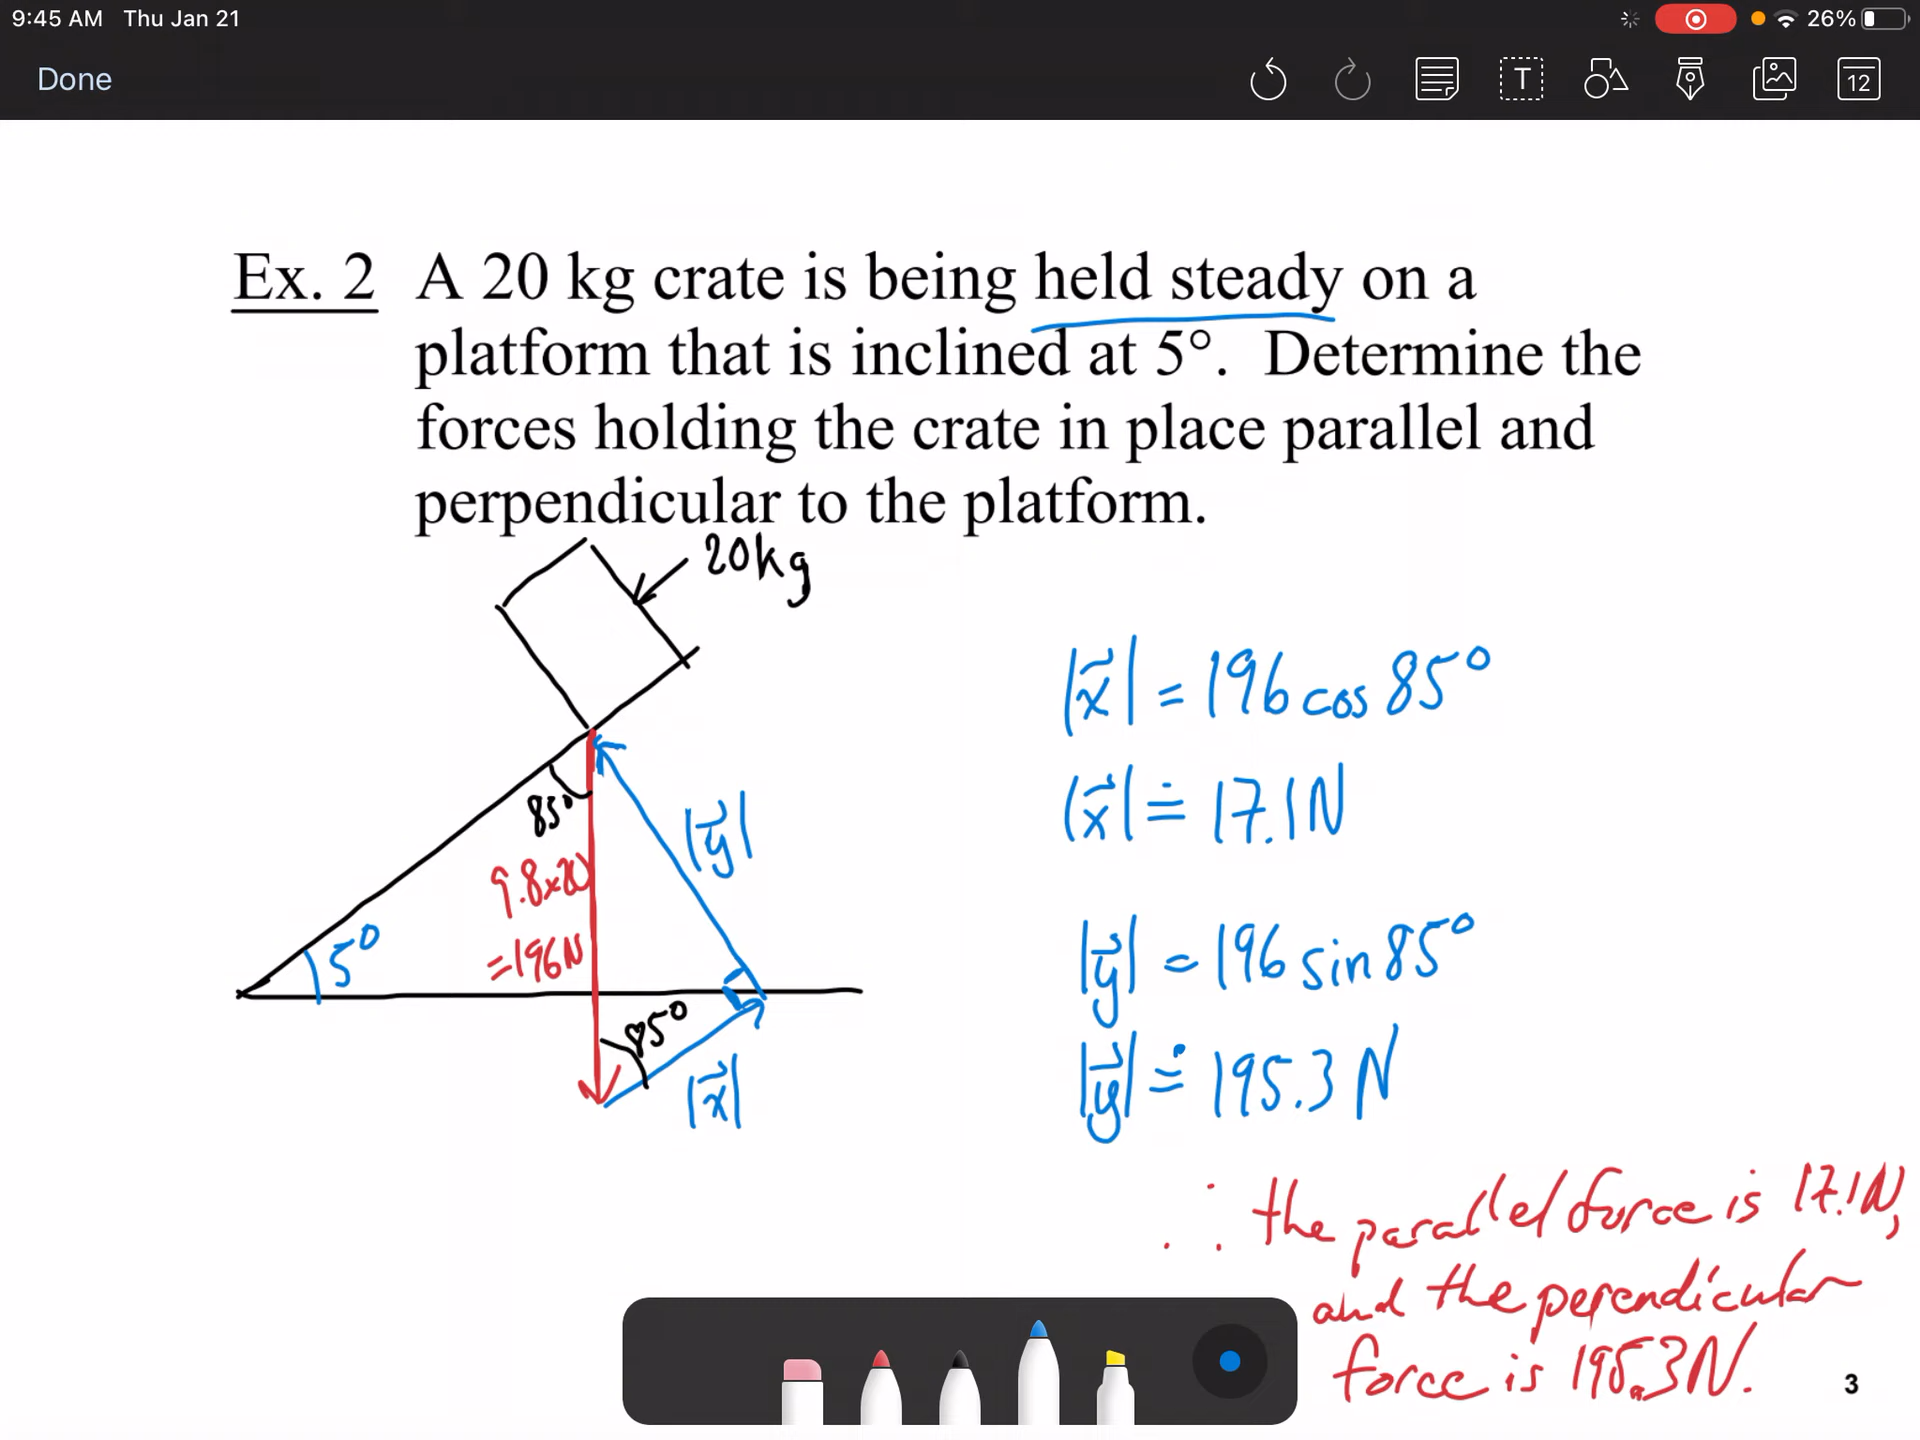 9:45 AM Thu Jan 21
26%
Done
T
12
Ex. 2 A 20 kg crate is being held steady on a
platform that is inclined at 5°. Determine the
forces holding the crate in place parallel and
perpendicular to the platform.
20kg
|x⃗| = 196 cos 85°
|x⃗| ≐ 17.1N
85°
|y⃗|
9.8×20
=196N
5°
|y⃗| = 196 sin 85°
85°
|x⃗|
|y⃗| ≐ 195.3 N
∴ the parallel force is 17.1N,
and the perendicular
force is 195.3N.
3